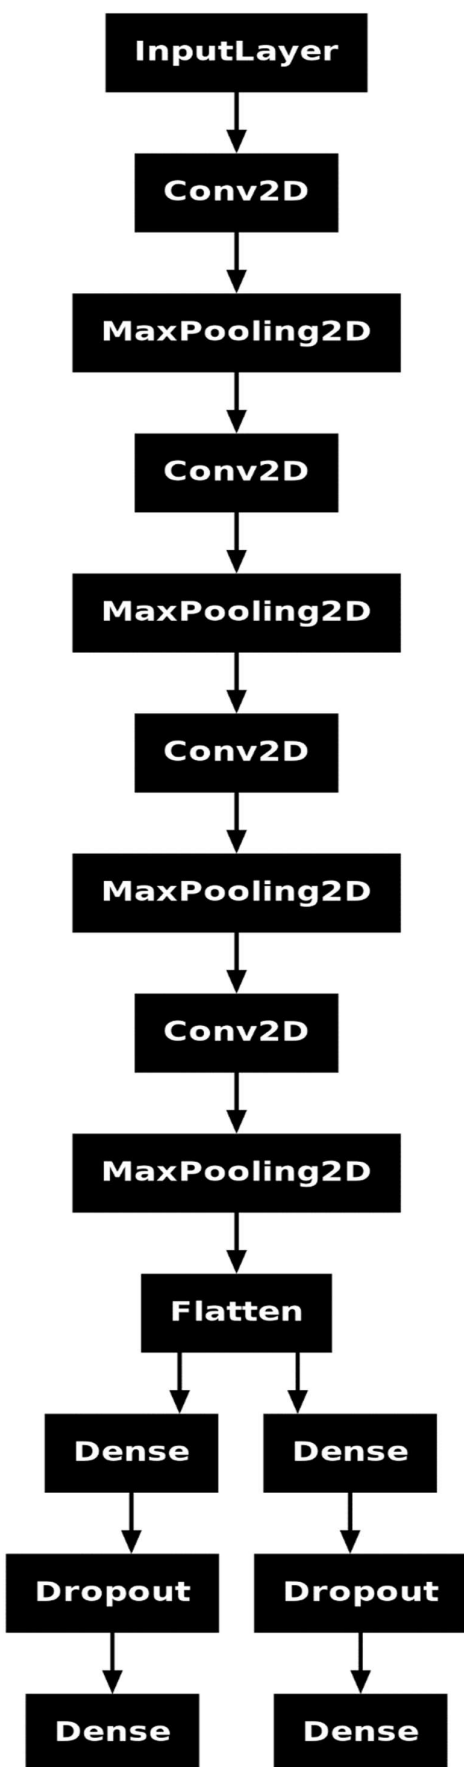 InputLayer
Conv2D
MaxPooling2D
Conv2D
MaxPooling2D
Conv2D
MaxPooling2D
Conv2D
MaxPooling2D
Flatten
Dense Dense
Dropout Dropout
Dense Dense